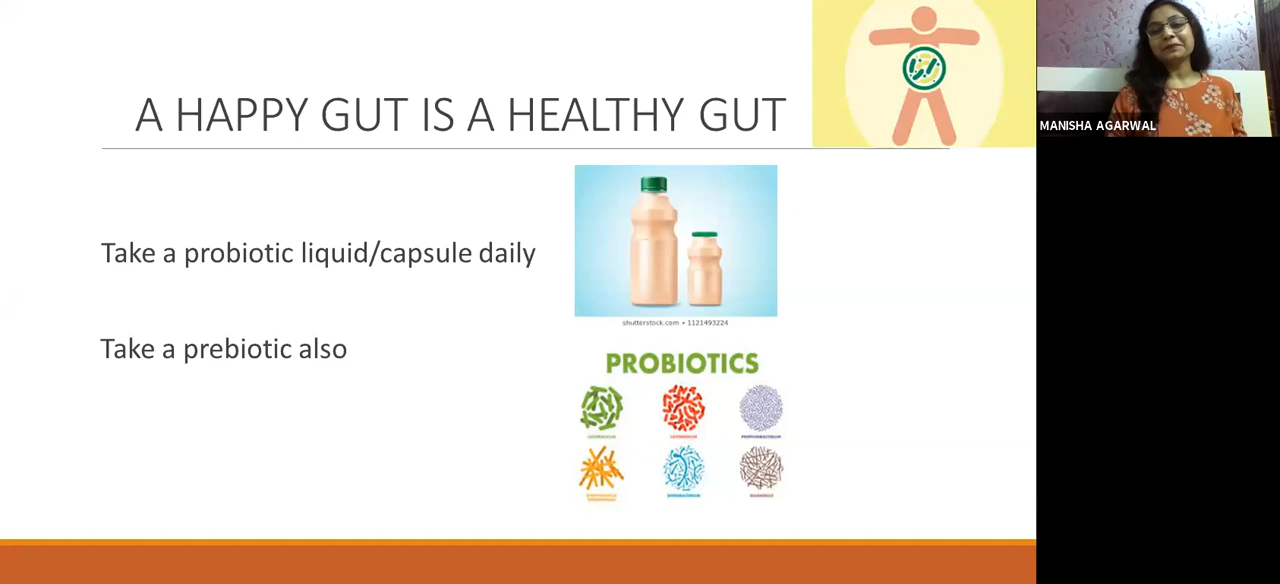 A HAPPY GUT IS A HEALTHY GUT
MANISHA AGARWAL
Take a probiotic liquid/capsule daily
shutterstock.com • 1121493224
Take a prebiotic also
PROBIOTICS